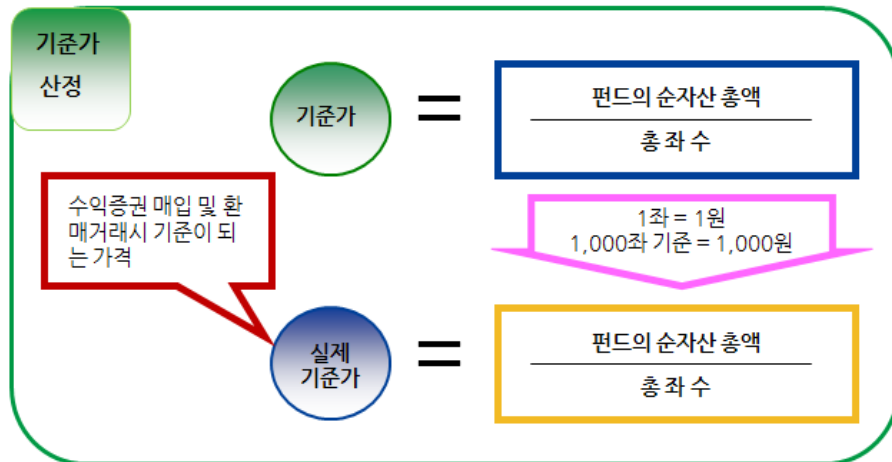 기준가
산정
기준가
=
펀드의 순자산 총액
총 좌 수
수익증권 매입 및 환
매거래시 기준이 되
는 가격
1좌 = 1원
1,000좌 기준 = 1,000원
실제
기준가
=
펀드의 순자산 총액
총 좌 수